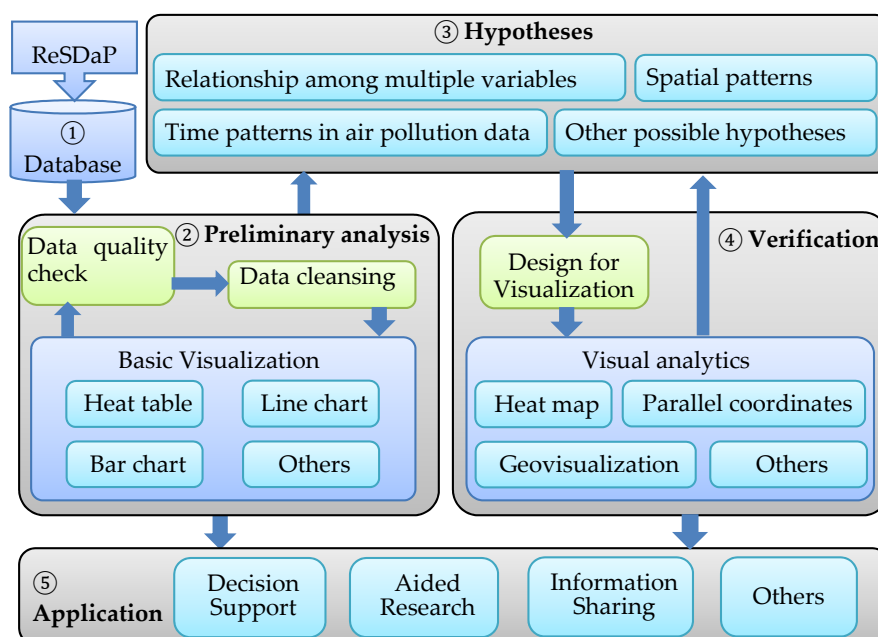 ReSDaP
①
Database
③ Hypotheses
Relationship among multiple variables
Spatial patterns
Time patterns in air pollution data
Other possible hypotheses
② Preliminary analysis
Data quality
check
Data cleansing
Basic Visualization
Heat table
Line chart
Bar chart
Others
④ Verification
Design for
Visualization
Visual analytics
Heat map
Parallel coordinates
Geovisualization
Others
⑤
Application
Decision
Support
Aided
Research
Information
Sharing
Others